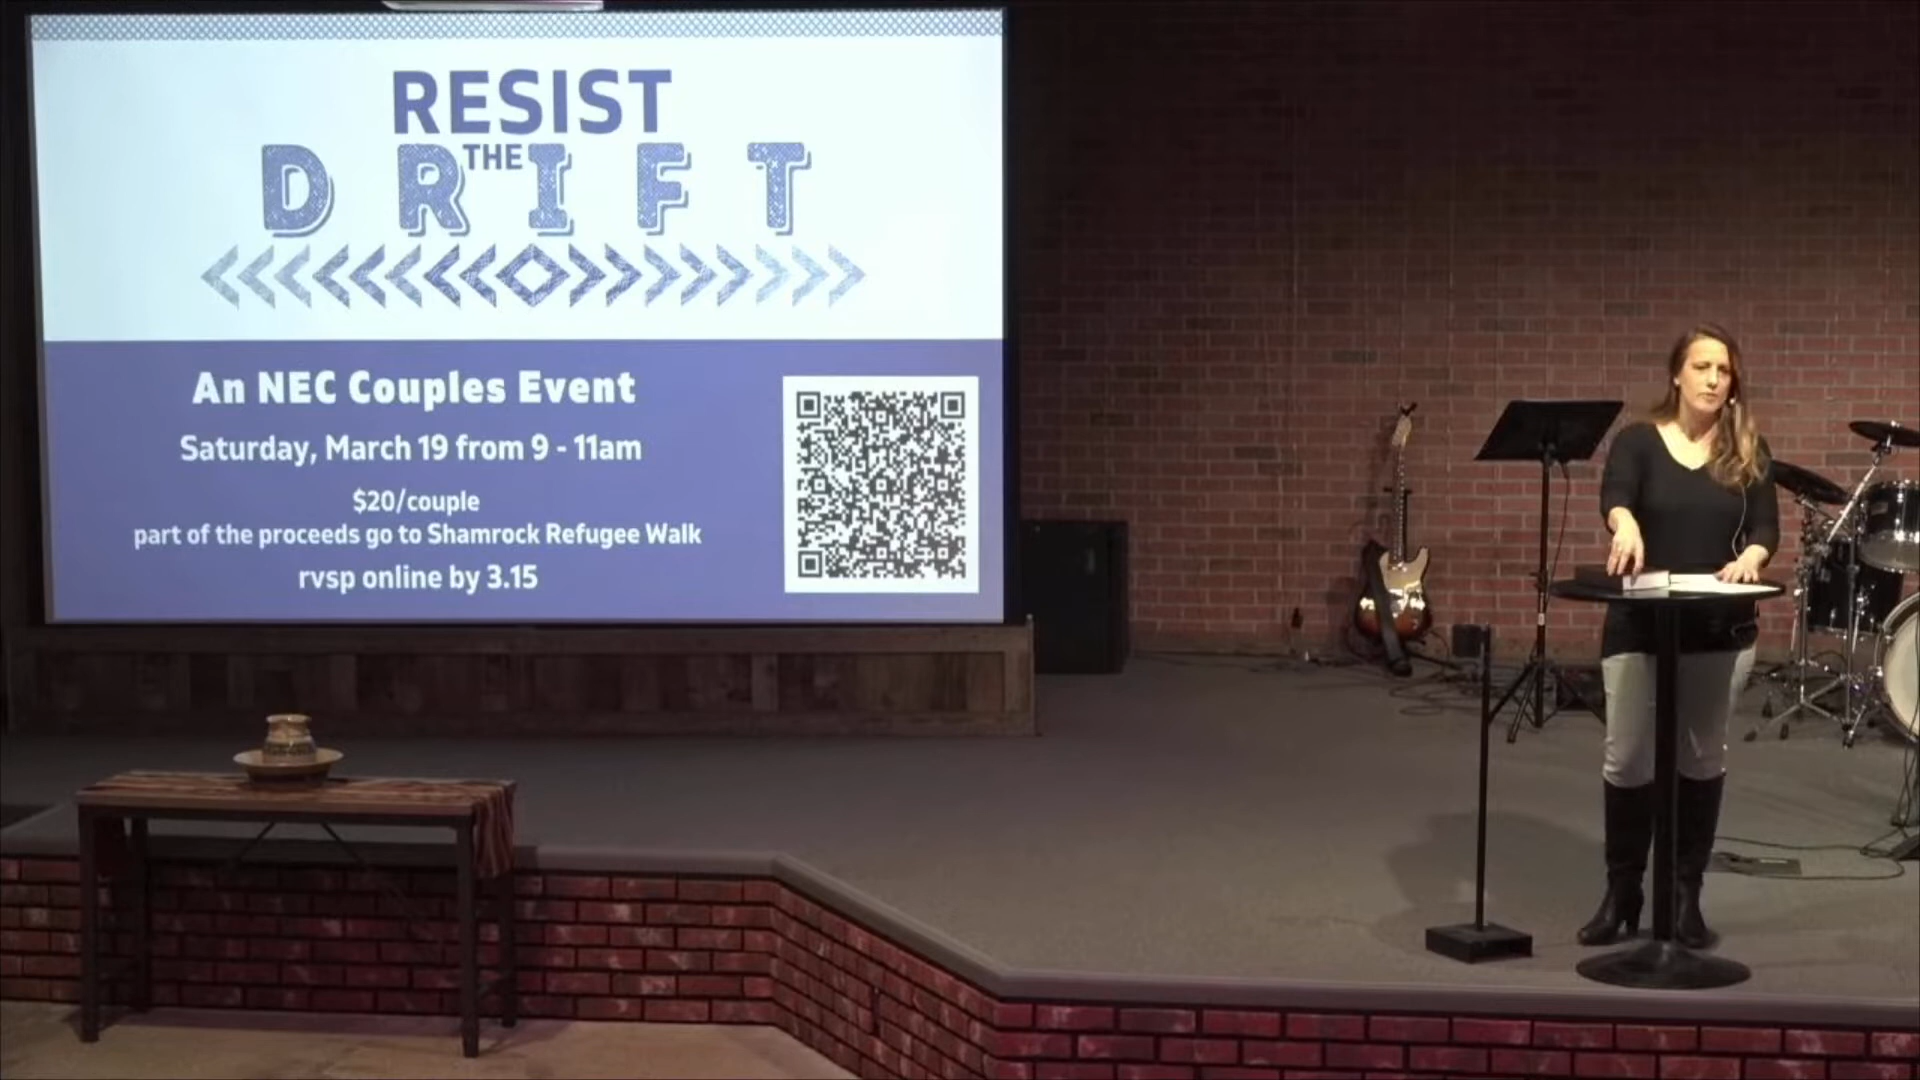 RESIST
THE
DRIFT
An NEC Couples Event
Saturday, March 19 from 9 - 11am
$20/couple
part of the proceeds go to Shamrock Refugee Walk
rvsp online by 3.15